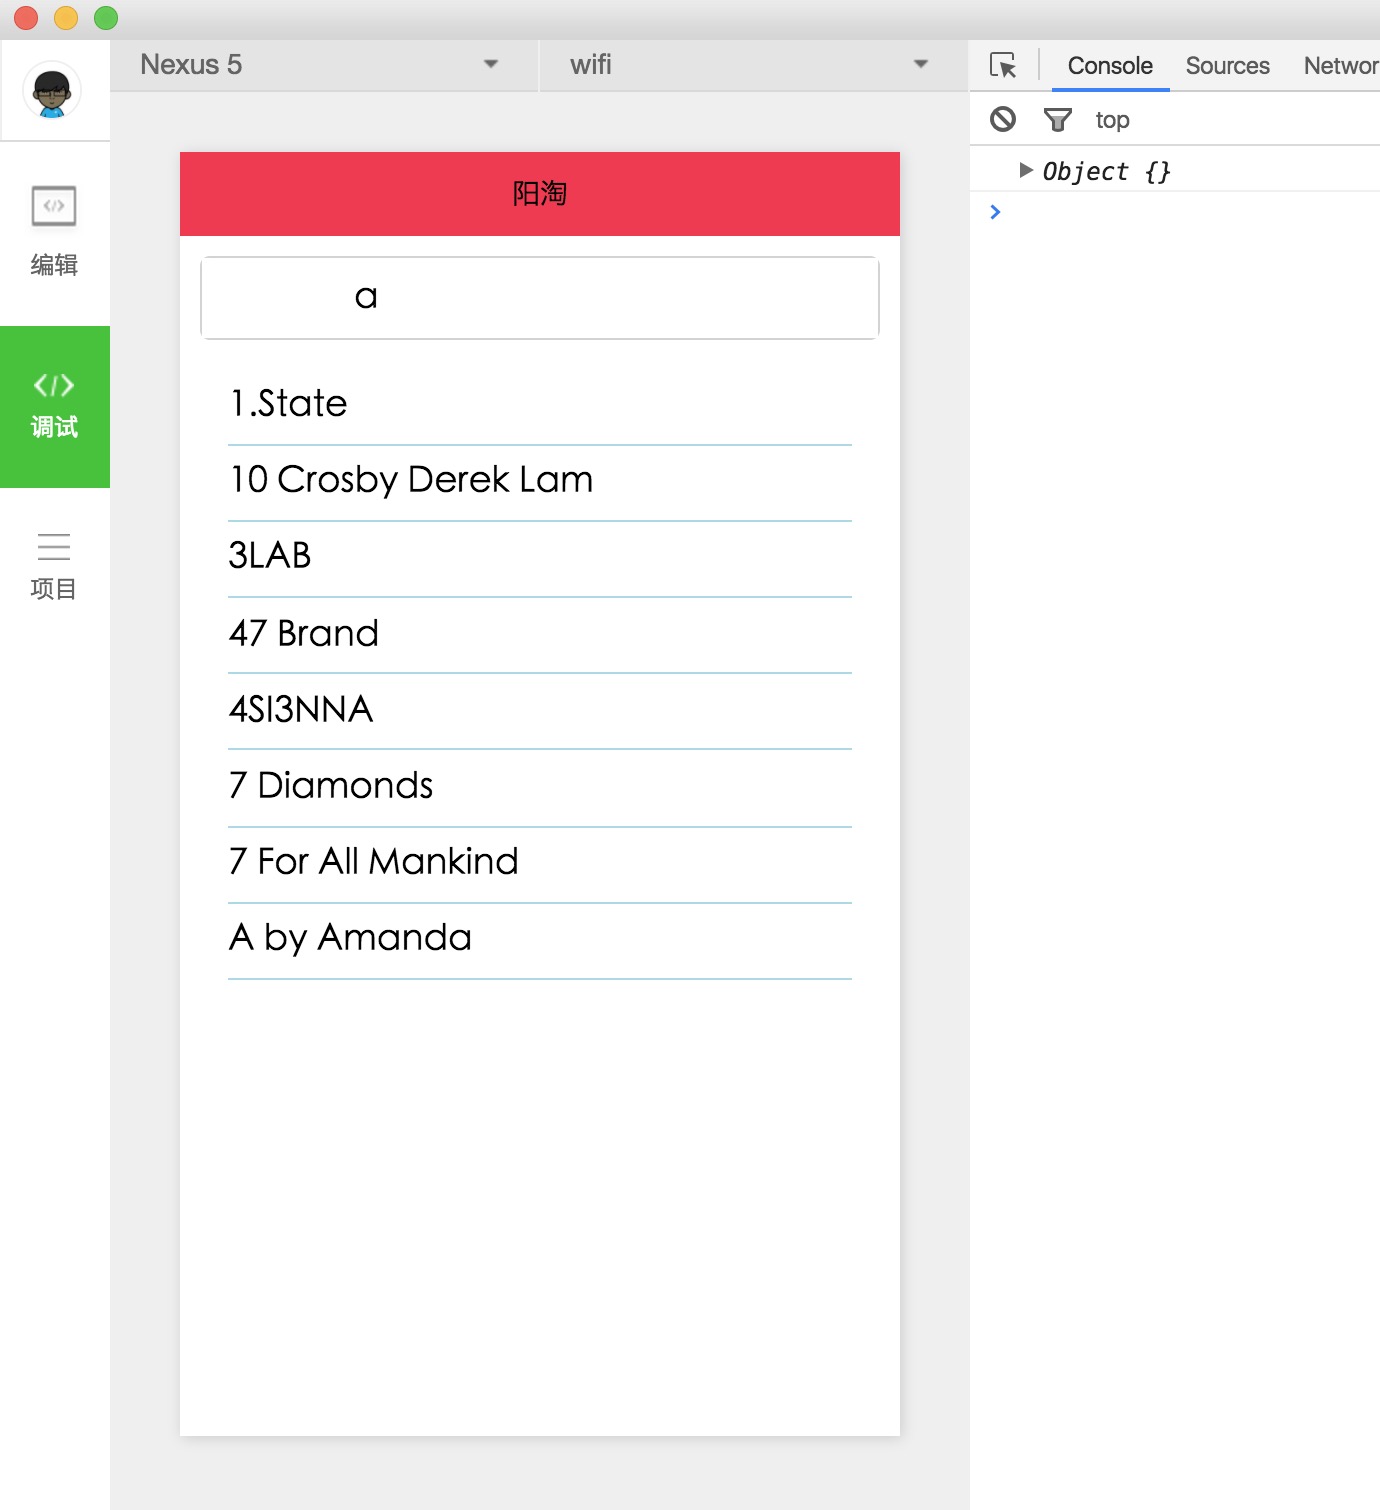 Nexus 5
wifi
Console Sources Networ
top
Object {}
编辑
调试
项目
阳淘
a
1.State
10 Crosby Derek Lam
3LAB
47 Brand
4SI3NNA
7 Diamonds
7 For All Mankind
A by Amanda